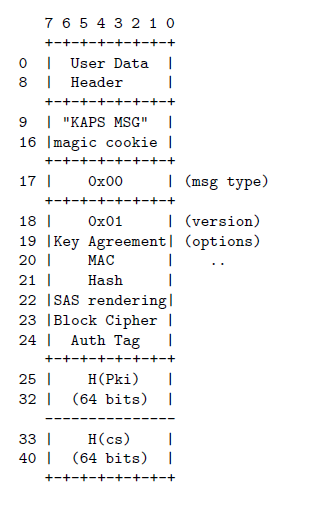 7 6 5 4 3 2 1 0
+-+-+-+-+-+-+-+
0 | User Data |
8 | Header |
+-+-+-+-+-+-+-+
9 | "KAPS MSG" |
16 |magic cookie |
+-+-+-+-+-+-+-+
17 | 0x00 | (msg type)
+-+-+-+-+-+-+-+
18 | 0x01 | (version)
19 |Key Agreement| (options)
20 | MAC | ..
21 | Hash |
22 |SAS rendering|
23 |Block Cipher |
24 | Auth Tag |
+-+-+-+-+-+-+-+
25 | H(Pki) |
32 | (64 bits) |
---------------
33 | H(cs) |
40 | (64 bits) |
+-+-+-+-+-+-+-+